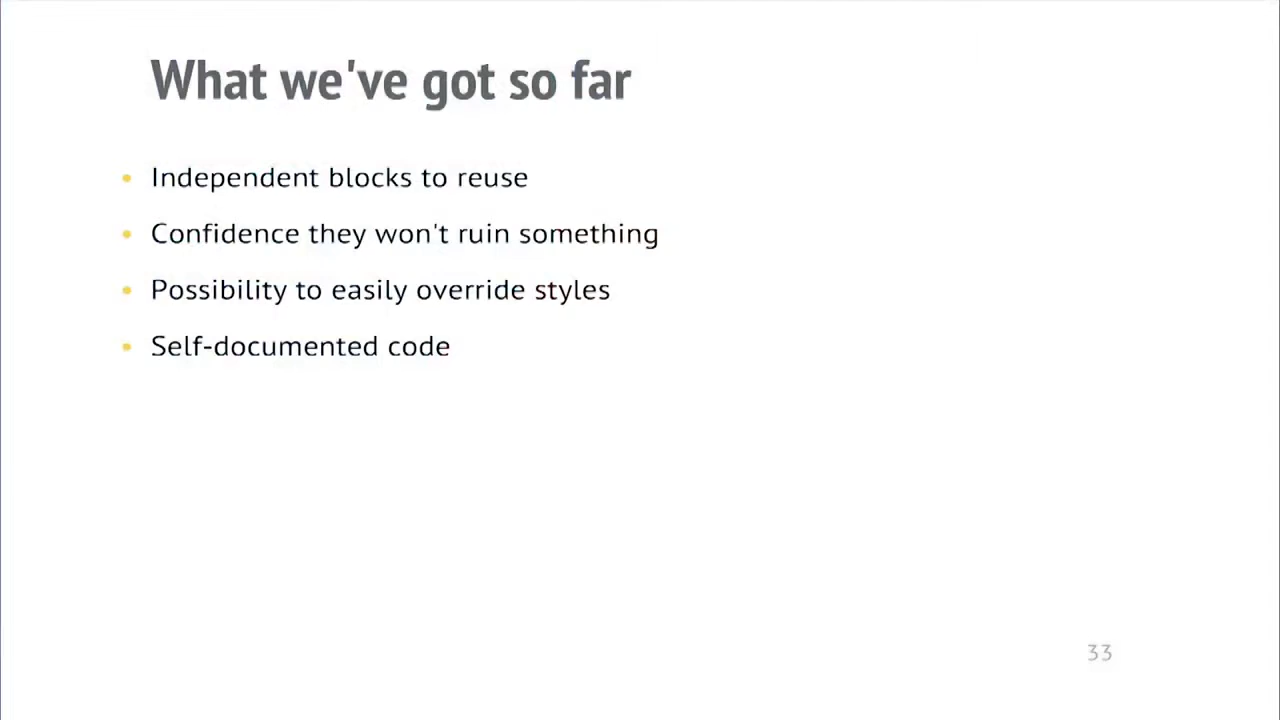 What we've got so far
• Independent blocks to reuse
• Confidence they won't ruin something
• Possibility to easily override styles
• Self-documented code
33